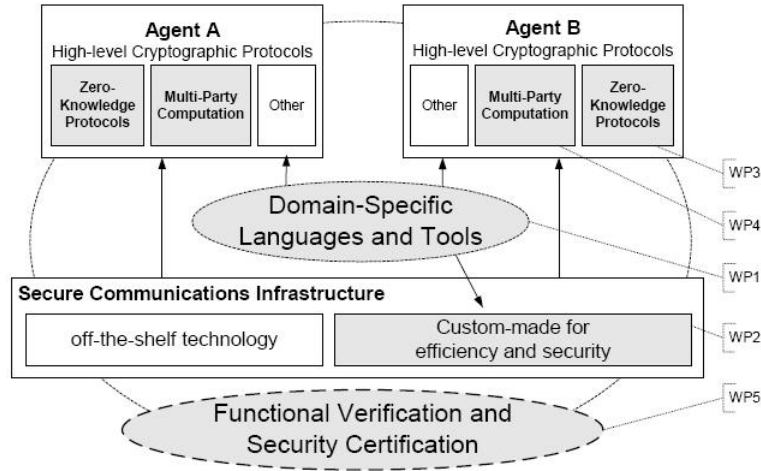 Agent A
High-level Cryptographic Protocols
Zero-
Knowledge
Protocols
Multi-Party
Computation
Other
Agent B
High-level Cryptographic Protocols
Other
Multi-Party
Computation
Zero-
Knowledge
Protocols
WP3
WP4
Domain-Specific
Languages and Tools
WP1
Secure Communications Infrastructure
off-the-shelf technology
Custom-made for
efficiency and security
WP2
Functional Verification and
Security Certification
WP5